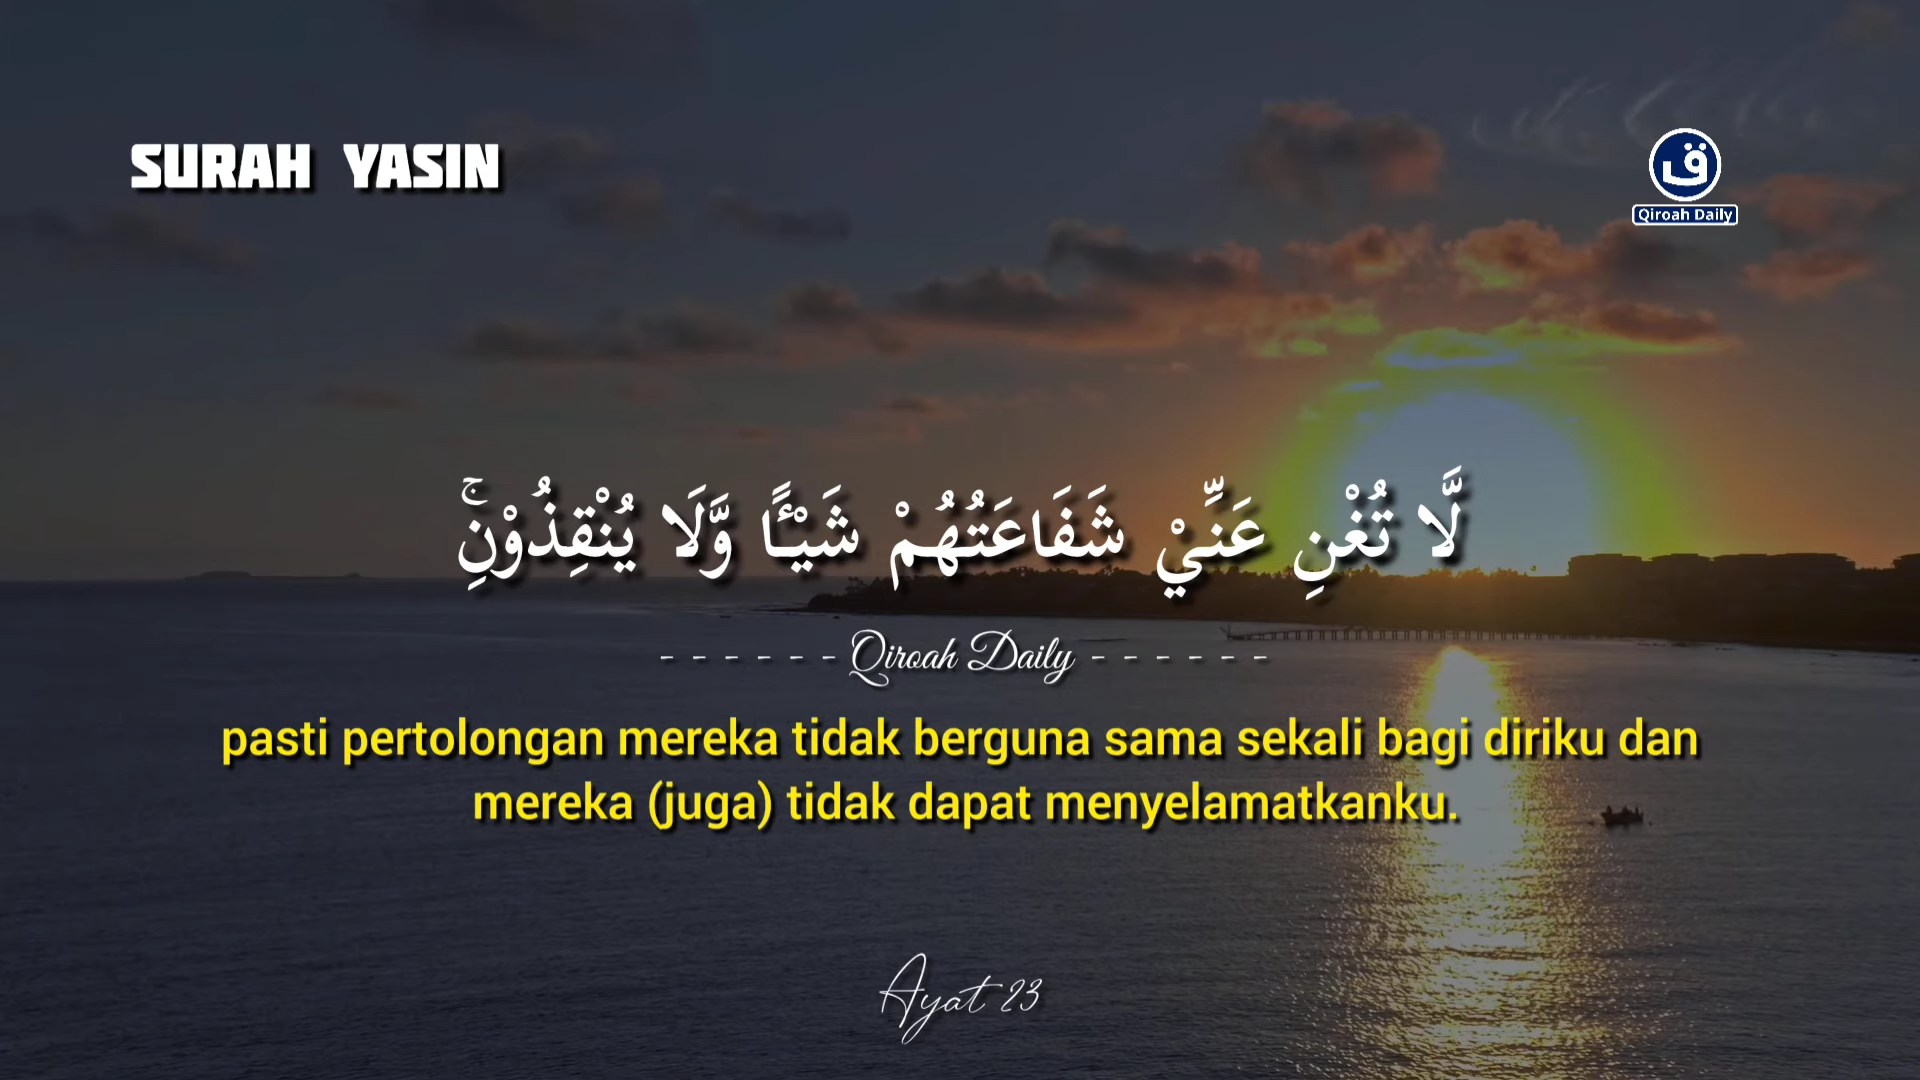 SURAH YASIN
ق
Qiroah Daily
لَّا تُغْنِ عَنِّيْ شَفَاعَتُهُمْ شَيْـًٔا وَّلَا يُنْقِذُوْنِۚ
- - - - - - Qiroah Daily - - - - - -
pasti pertolongan mereka tidak berguna sama sekali bagi diriku dan
mereka (juga) tidak dapat menyelamatkanku.
Ayat 23